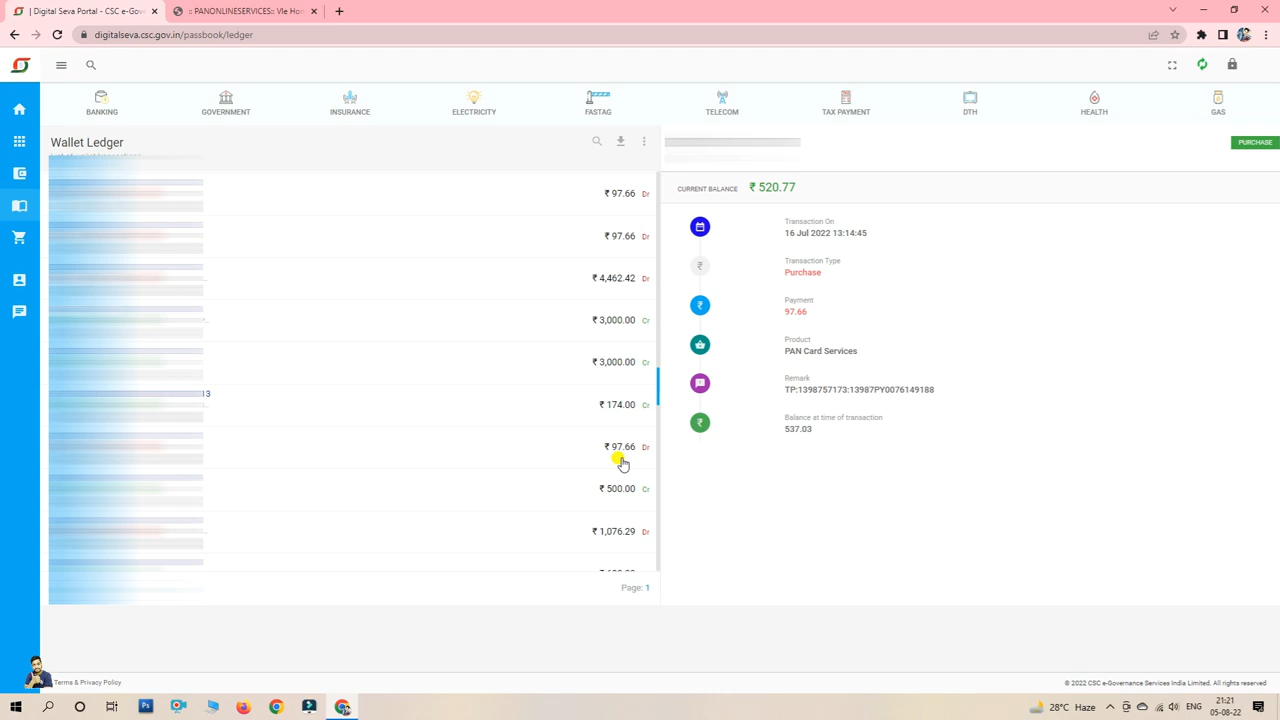 | Digital Seva Portal - CSC e-Gove
:: PANONLINESERVICES:: Vle Hom
digitalseva.csc.gov.in/passbook/ledger
BANKING
GOVERNMENT
INSURANCE
ELECTRICITY
FASTAG
TELECOM
TAX PAYMENT
DTH
HEALTH
GAS
Wallet Ledger
₹ 97.66 Dr
₹ 97.66 Dr
₹ 4,462.42 Dr
₹ 3,000.00 Cr
₹ 3,000.00 Cr
13
₹ 174.00 Cr
₹ 97.66 Dr
₹ 500.00 Cr
₹ 1,076.29 Dr
Page: 1
PURCHASE
CURRENT BALANCE ₹ 520.77
Transaction On
16 Jul 2022 13:14:45
Transaction Type
Purchase
Payment
97.66
Product
PAN Card Services
Remark
TP:1398757173:13987PY0076149188
Balance at time of transaction
537.03
Terms & Privacy Policy
© 2022 CSC e-Governance Services India Limited. All rights reserved
Ps
28°C Haze
ENG
21:21
05-08-22